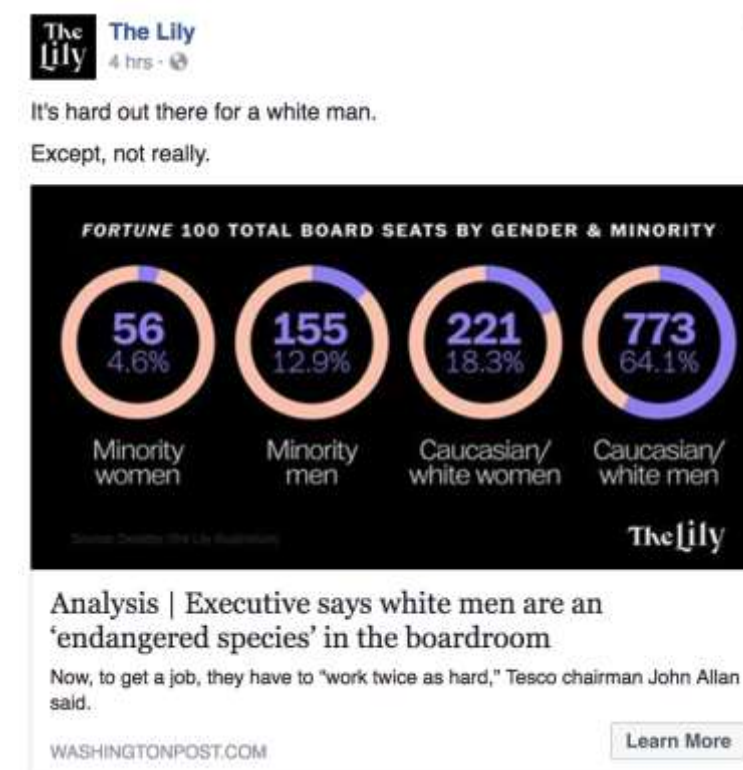 The Lily
The Lily
4 hrs ·
It's hard out there for a white man.
Except, not really.
FORTUNE 100 TOTAL BOARD SEATS BY GENDER & MINORITY
56
4.6%
Minority
women
155
12.9%
Minority
men
221
18.3%
Caucasian/
white women
773
64.1%
Caucasian/
white men
The Lily
Analysis | Executive says white men are an
‘endangered species’ in the boardroom
Now, to get a job, they have to "work twice as hard," Tesco chairman John Allan
said.
WASHINGTONPOST.COM
Learn More